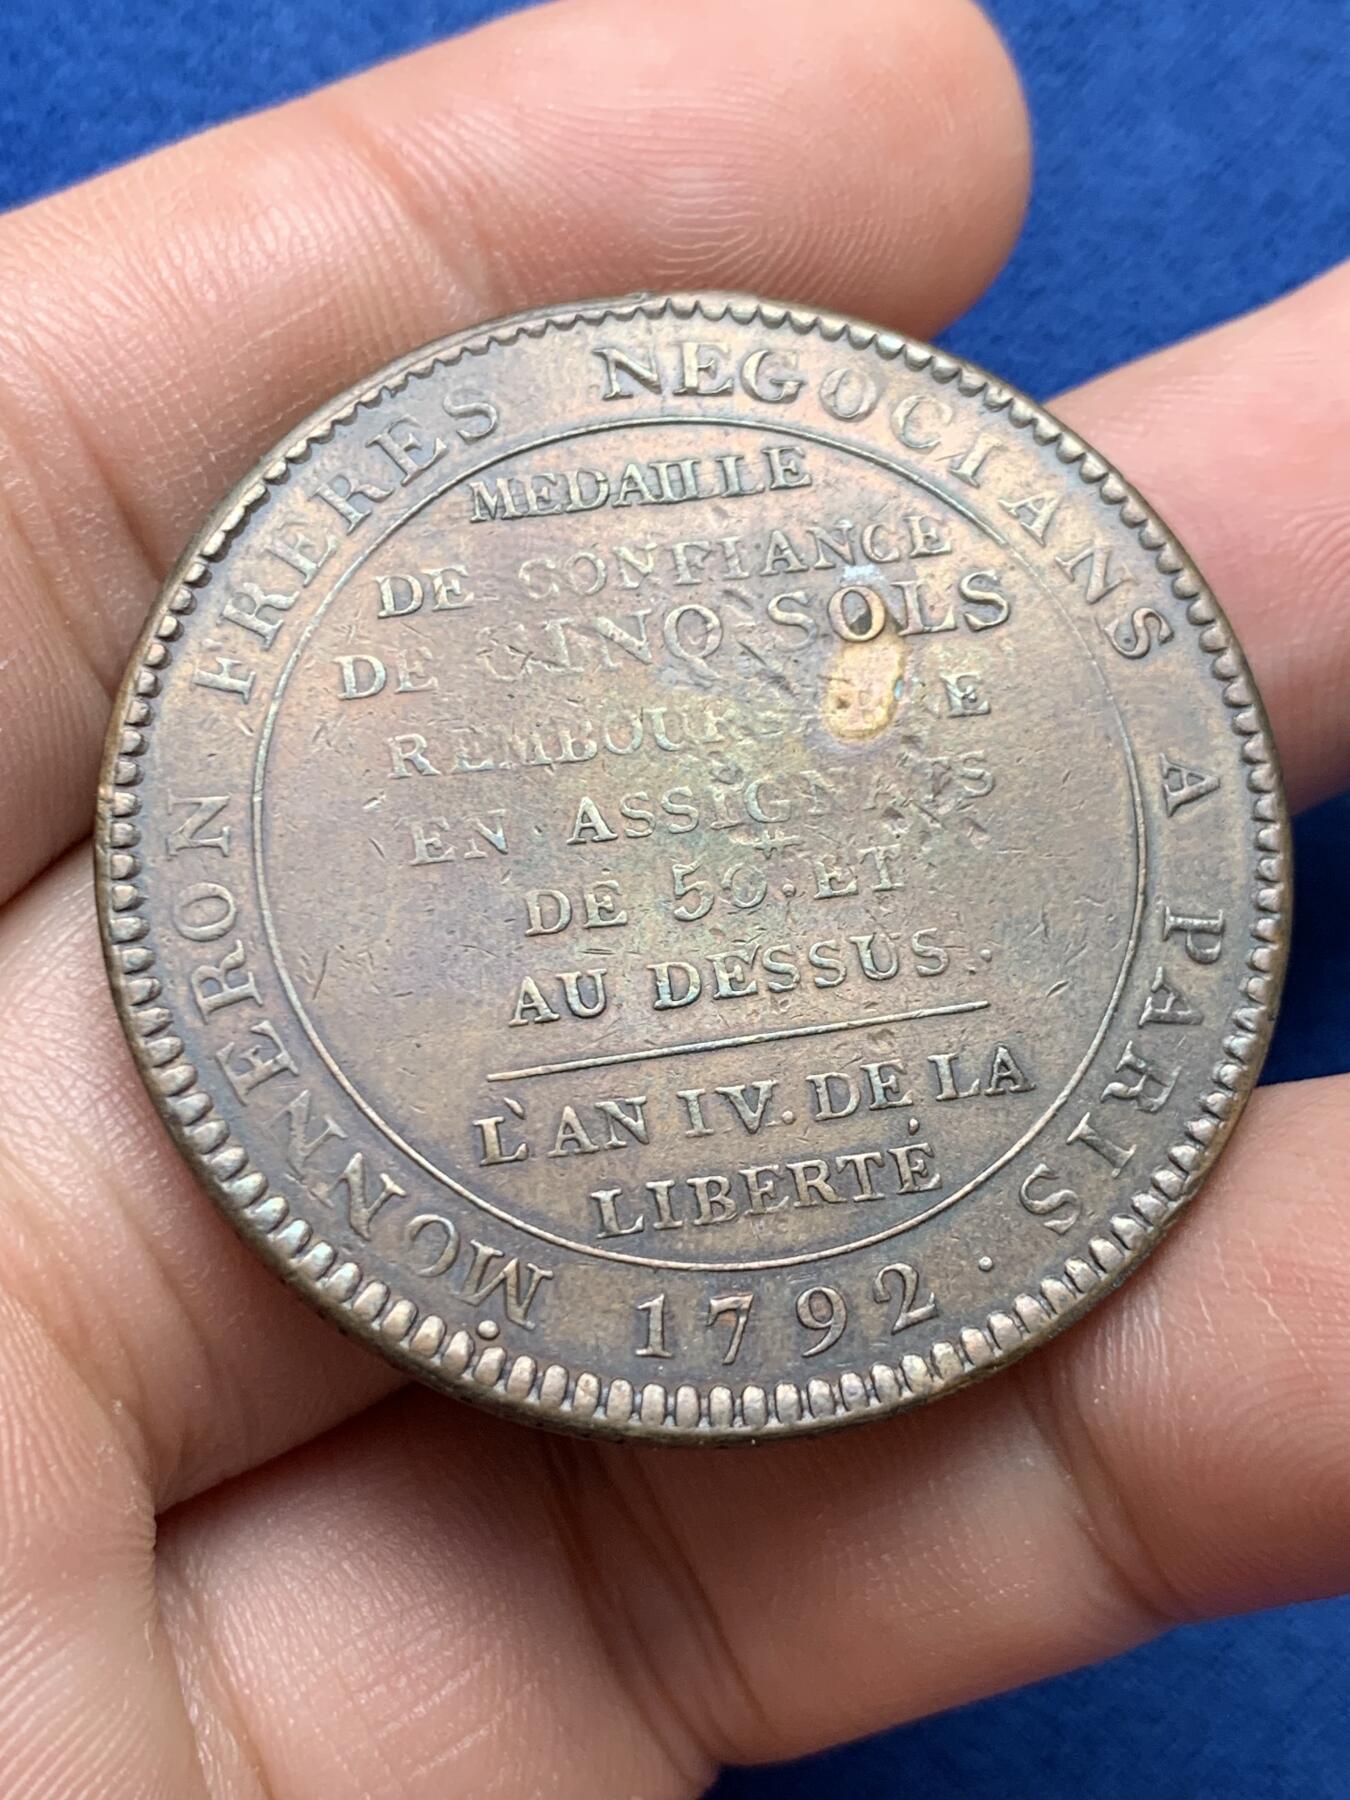 MONNERON FRERES NEGOCIANS A PARIS .
1792
MEDAILLE
DE CONFIANCE
DE CINQ SOLS
REMBOURSABLE
EN ASSIGNATS
DE 50. ET
AU DESSUS.
L'AN IV. DE LA
LIBERTÉ